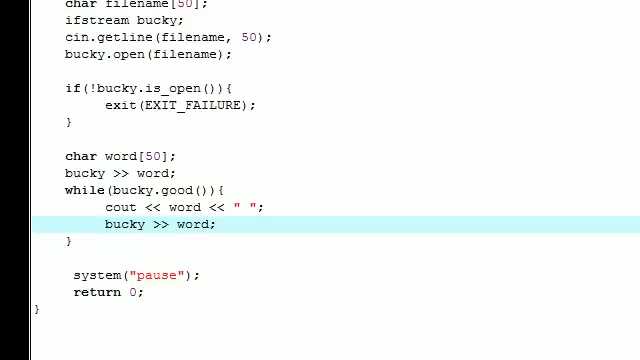 char filename[50];
ifstream bucky;
cin.getline(filename, 50);
bucky.open(filename);
if(!bucky.is_open()){
exit(EXIT_FAILURE);
}
char word[50];
bucky >> word;
while(bucky.good()){
cout << word << " ";
bucky >> word;
}
system("pause");
return 0;
}